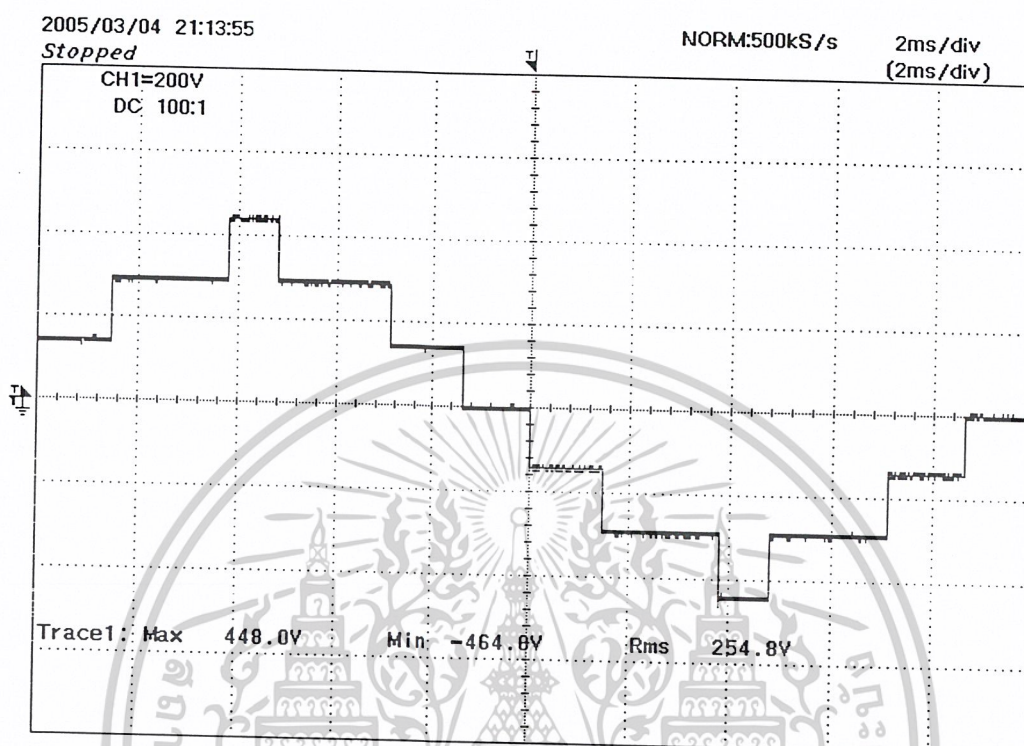 2005/03/04 21:13:55
Stopped
NORM:500kS/s 2ms/div
(2ms/div)
CH1=200V
DC 100:1
T
T
Trace1: Max 448.0V Min -464.0V Rms 254.8V